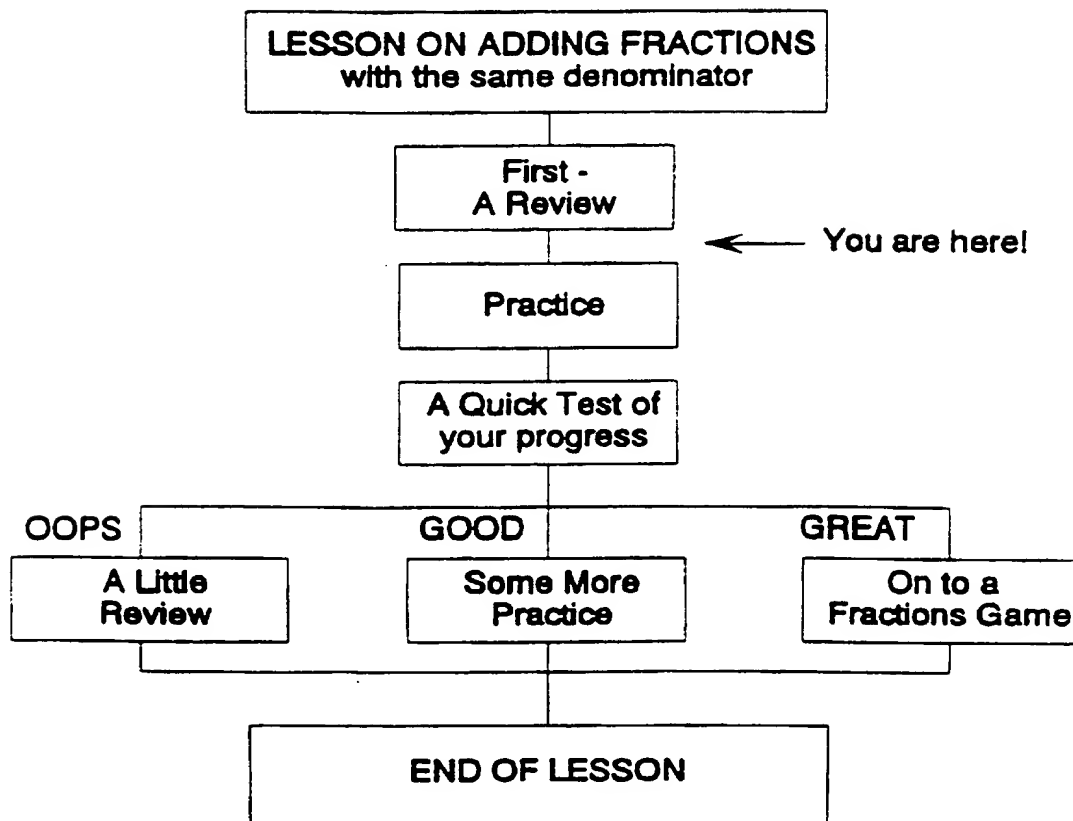 LESSON ON ADDING FRACTIONS
with the same denominator
First -
A Review
You are here!
Practice
A Quick Test of
your progress
OOPS
GOOD
GREAT
A Little
Review
Some More
Practice
On to a
Fractions Game
END OF LESSON